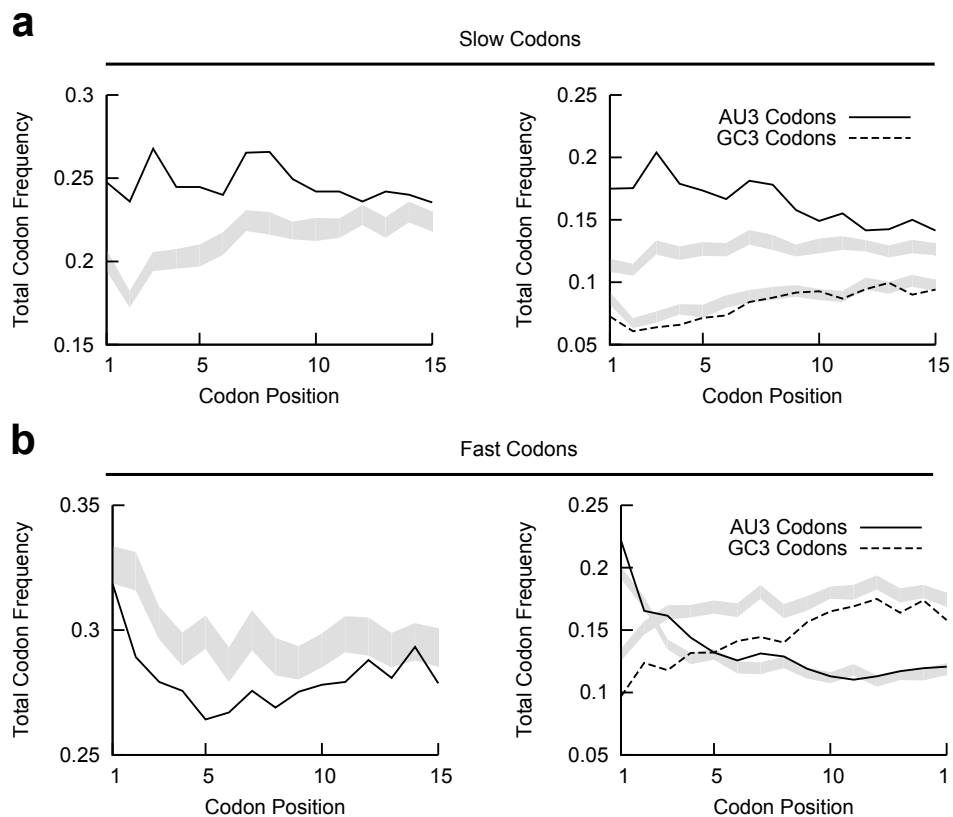 a
Slow Codons
0.3
0.25
0.2
0.15
Total Codon Frequency
1
5
10
15
Codon Position
0.25
0.2
0.15
0.1
0.05
Total Codon Frequency
AU3 Codons
GC3 Codons
1
5
10
15
Codon Position
b
Fast Codons
0.35
0.3
0.25
Total Codon Frequency
1
5
10
15
Codon Position
0.25
0.2
0.15
0.1
0.05
Total Codon Frequency
AU3 Codons
GC3 Codons
1
5
10
1
Codon Position